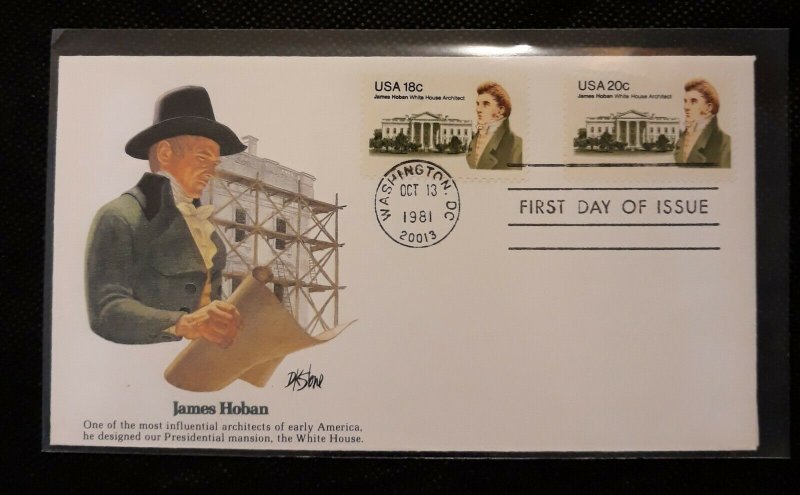 USA 18c
James Hoban White House Architect
USA 20c
James Hoban White House Architect
WASHINGTON, DC
OCT 13
1981
20013
FIRST DAY OF ISSUE
DKStone
James Hoban
One of the most influential architects of early America,
he designed our Presidential mansion, the White House.